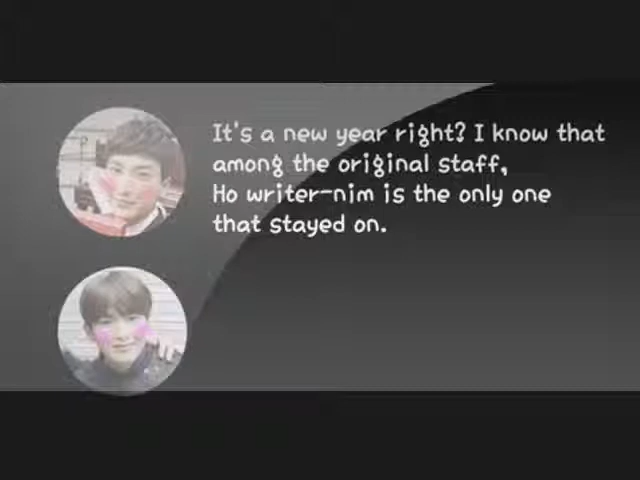 It's a new year right? I know that
among the original staff,
Ho writer-nim is the only one
that stayed on.